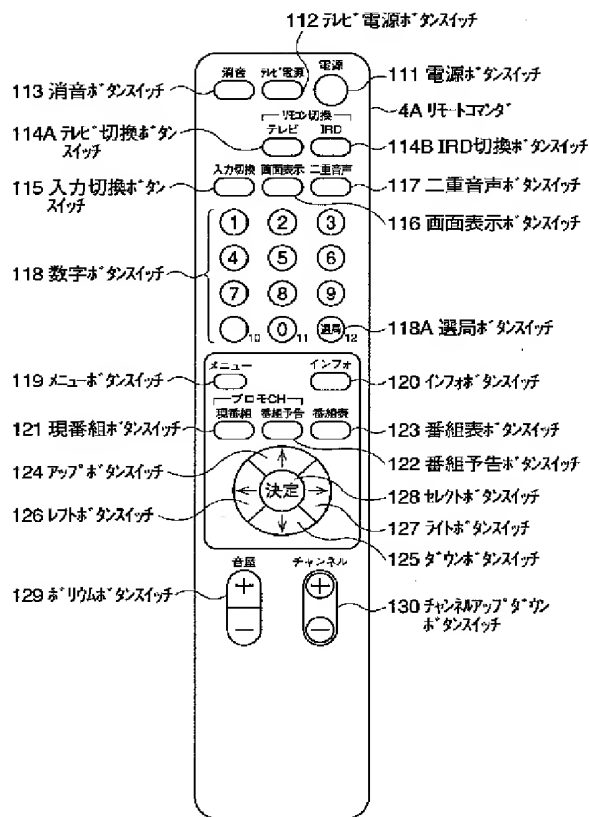 112 テレビ電源ボタンスイッチ
消音 テレビ電源 電源
111 電源ボタンスイッチ
113 消音ボタンスイッチ
4A リモートコマンダ
リモコン切換
テレビ IRD
114A テレビ切換ボタン
スイッチ
114B IRD切換ボタンスイッチ
入力切換 画面表示 二重音声
115 入力切換ボタン
スイッチ
117 二重音声ボタンスイッチ
116 画面表示ボタンスイッチ
1 2 3
4 5 6
118 数字ボタンスイッチ
7 8 9
10 0 11 選局 12
118A 選局ボタンスイッチ
メニュー インフォ
119 メニューボタンスイッチ
120 インフォボタンスイッチ
プロモCH
現番組 番組予告 番組表
121 現番組ボタンスイッチ
123 番組表ボタンスイッチ
122 番組予告ボタンスイッチ
124 アップボタンスイッチ
決定
128 セレクトボタンスイッチ
126 レフトボタンスイッチ
127 ライトボタンスイッチ
125 ダウンボタンスイッチ
音量 チャンネル
+ +
129 ボリウムボタンスイッチ
130 チャンネルアップダウン
ボタンスイッチ
− −